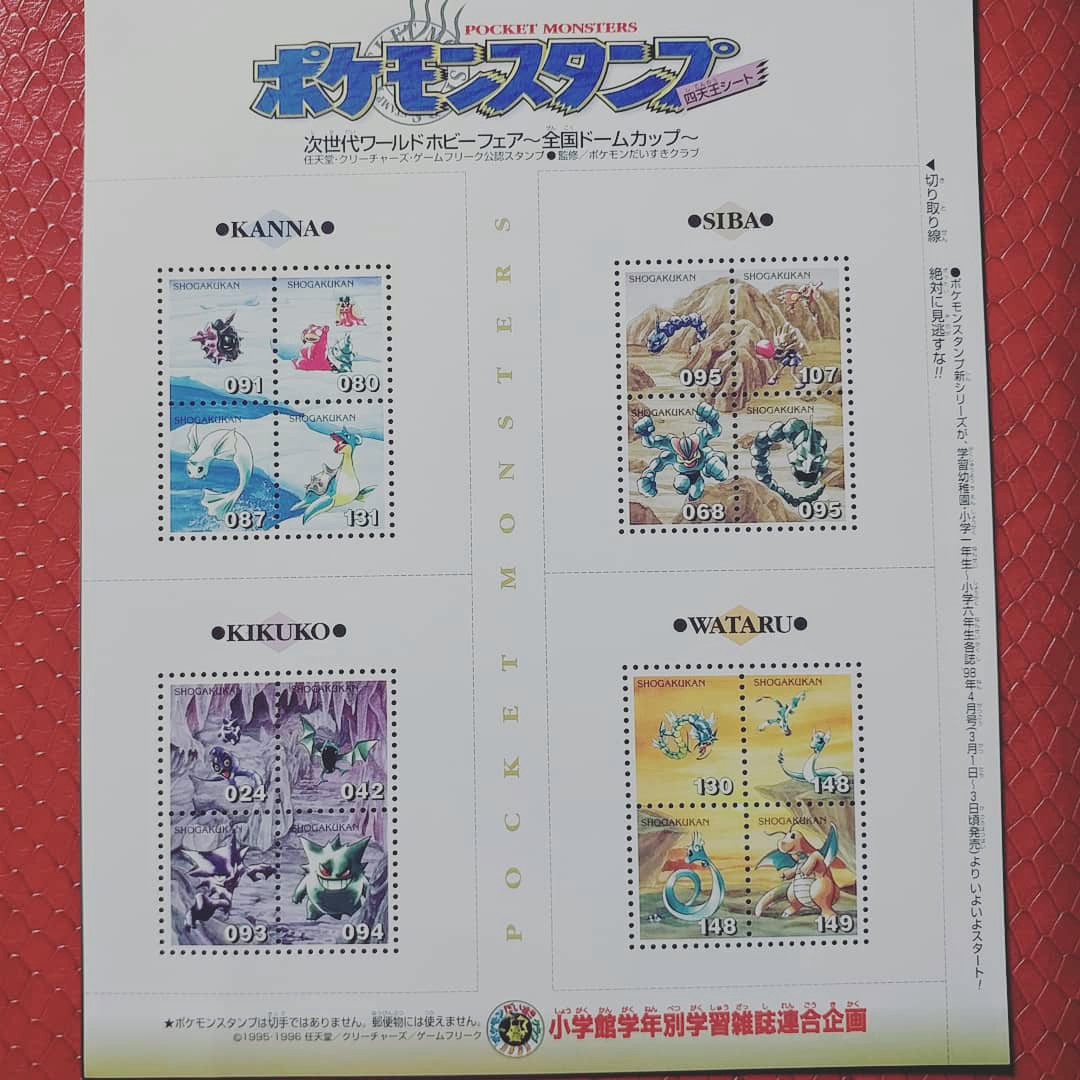 POCKET MONSTERS
ポケモンスタンプ
四天王シート
次世代ワールドホビーフェア〜全国ドームカップ〜
任天堂・クリーチャーズ・ゲームフリーク公認スタンプ●監修／ポケモンだいすきクラブ
●KANNA●
SHOGAKUKAN
SHOGAKUKAN
091
080
SHOGAKUKAN
SHOGAKUKAN
087
131
●SIBA●
SHOGAKUKAN
SHOGAKUKAN
095
107
SHOGAKUKAN
SHOGAKUKAN
068
095
POCKET MONSTERS
●KIKUKO●
SHOGAKUKAN
SHOGAKUKAN
024
042
SHOGAKUKAN
SHOGAKUKAN
093
094
●WATARU●
SHOGAKUKAN
SHOGAKUKAN
130
148
SHOGAKUKAN
SHOGAKUKAN
148
149
◀切り取り線
●ポケモンスタンプ新シリーズが、学習幼稚園・小学一年生〜小学六年生各誌'98年4月号(3月1日〜3日頃発売)より いよいよスタート!
絶対に見逃すな!!
★ポケモンスタンプは切手ではありません。郵便物には使えません。
©1995・1996 任天堂／クリーチャーズ／ゲームフリーク
小学館学年別学習雑誌連合企画